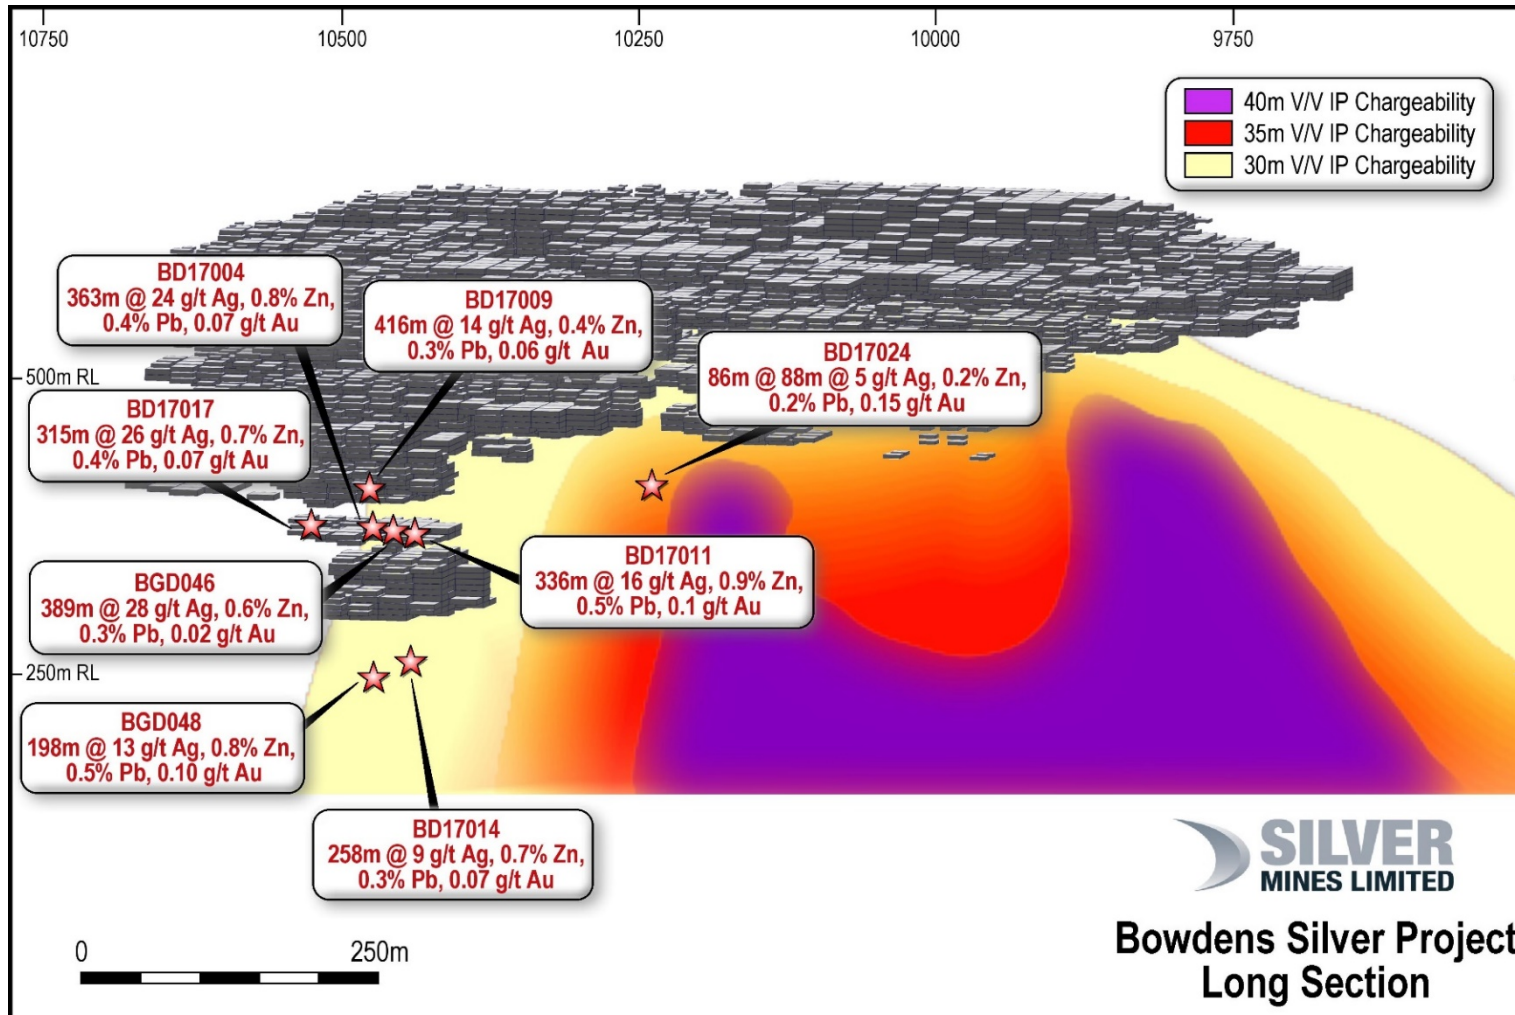 10750
10500
10250
10000
9750
40m V/V IP Chargeability
35m V/V IP Chargeability
30m V/V IP Chargeability
BD17004
363m @ 24 g/t Ag, 0.8% Zn,
0.4% Pb, 0.07 g/t Au
BD17009
416m @ 14 g/t Ag, 0.4% Zn,
0.3% Pb, 0.06 g/t Au
BD17024
86m @ 88m @ 5 g/t Ag, 0.2% Zn,
0.2% Pb, 0.15 g/t Au
500m RL
BD17017
315m @ 26 g/t Ag, 0.7% Zn,
0.4% Pb, 0.07 g/t Au
BD17011
336m @ 16 g/t Ag, 0.9% Zn,
0.5% Pb, 0.1 g/t Au
BGD046
389m @ 28 g/t Ag, 0.6% Zn,
0.3% Pb, 0.02 g/t Au
250m RL
BGD048
198m @ 13 g/t Ag, 0.8% Zn,
0.5% Pb, 0.10 g/t Au
BD17014
258m @ 9 g/t Ag, 0.7% Zn,
0.3% Pb, 0.07 g/t Au
SILVER
MINES LIMITED
Bowdens Silver Project
Long Section
0
250m